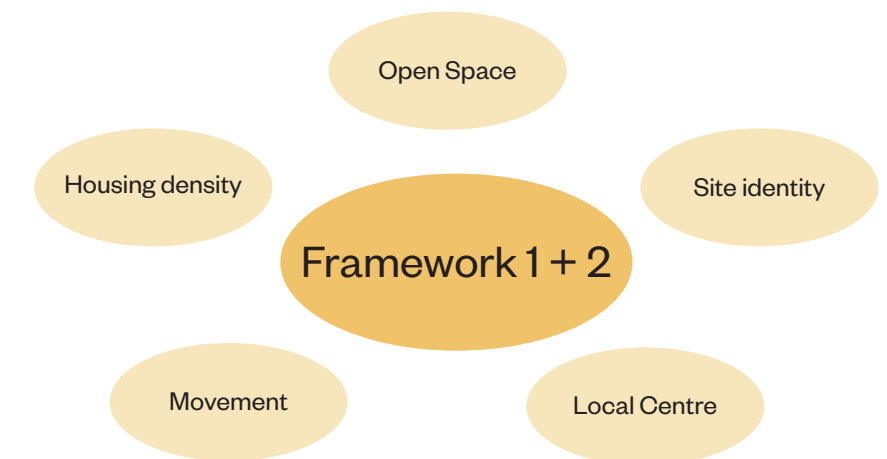 Open Space
Housing density
Site identity
Framework 1 + 2
Movement
Local Centre